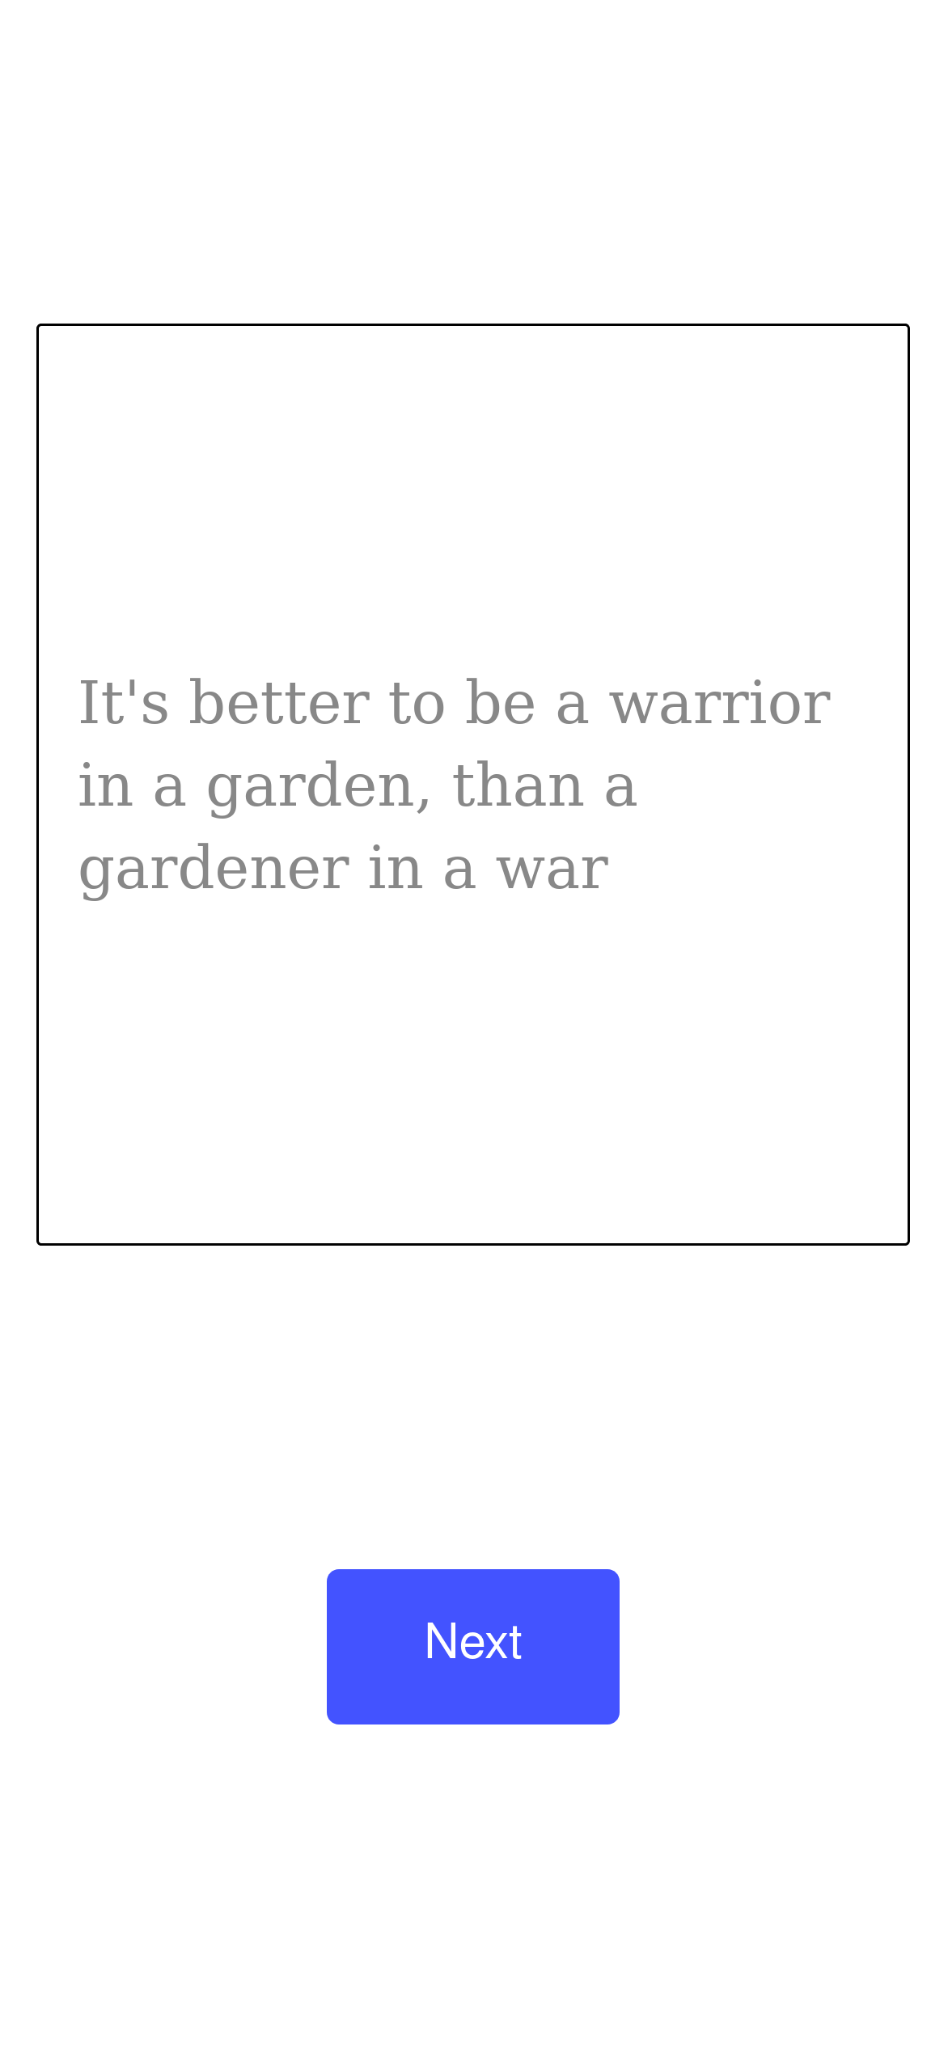 It's better to be a warrior
in a garden, than a
gardener in a war
Next